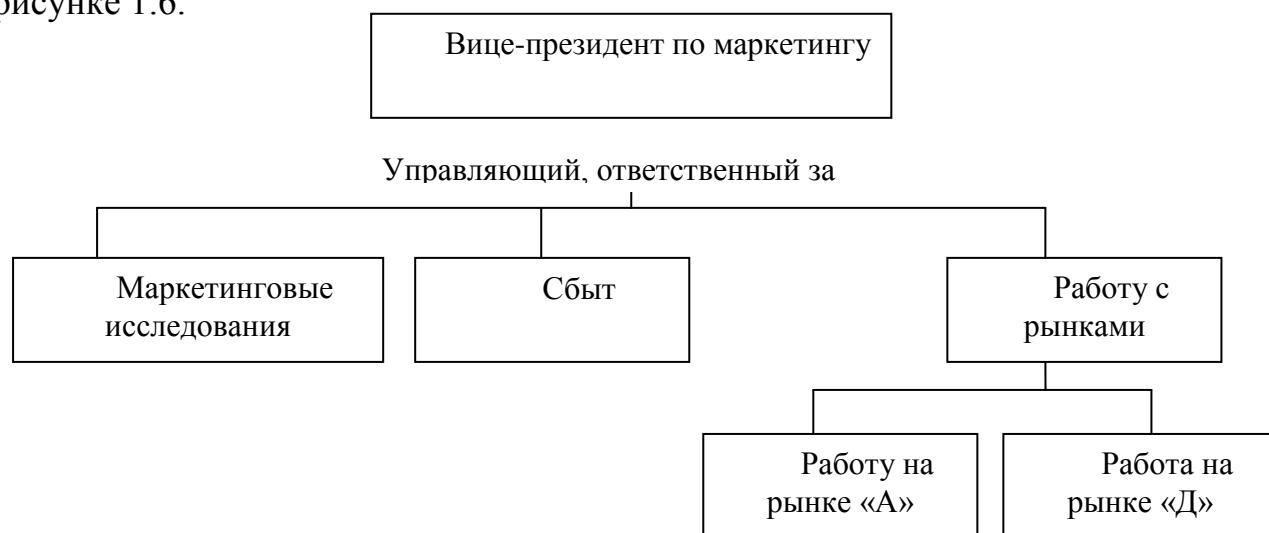 рисунке 1.6.
Вице-президент по маркетингу
Управляющий, ответственный за
Маркетинговые
исследования
Сбыт
Работу с
рынками
Работу на
рынке «А»
Работа на
рынке «Д»